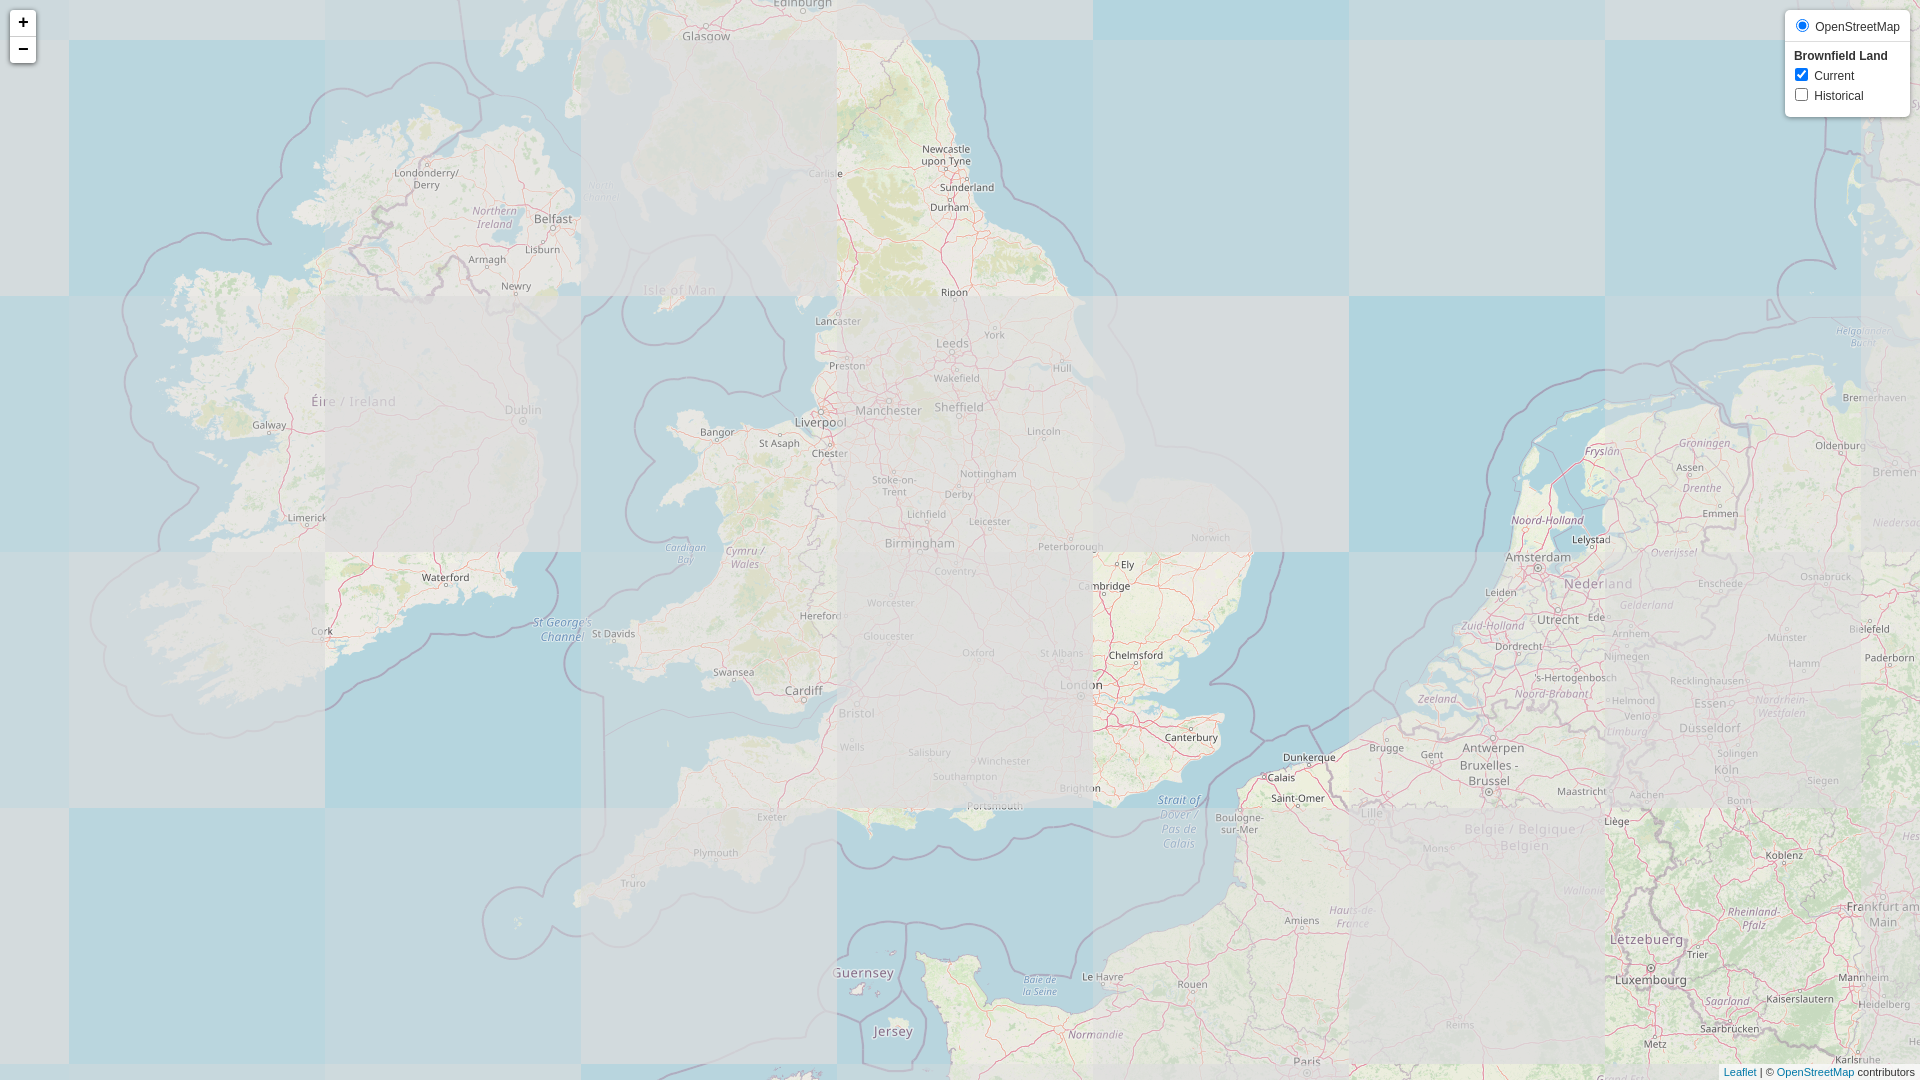 +
−
OpenStreetMap
Brownfield Land
Current
Historical
Edinburgh
Glasgow
Newcastle
upon Tyne
Carlisle
Londonderry/
Derry
Sunderland
Northern
Ireland
Durham
Belfast
Lisburn
Armagh
Newry
Isle of Man
Ripon
Lancaster
York
Leeds
Preston
Hull
Wakefield
Éire / Ireland
Dublin
Manchester
Sheffield
Galway
Liverpool
Bangor
Lincoln
St Asaph
Chester
Nottingham
Stoke-on-
Trent
Derby
Limerick
Lichfield
Leicester
Norwich
Birmingham
Peterborough
Cardigan
Bay
Cymru /
Wales
Coventry
Ely
Waterford
Cambridge
Worcester
Hereford
St George's
Channel
St Davids
Cork
Gloucester
Oxford
St Albans
Chelmsford
Swansea
London
Cardiff
Bristol
Canterbury
Wells
Salisbury
Winchester
Southampton
Brighton
Portsmouth
Exeter
Plymouth
Truro
Strait of
Dover /
Pas de
Calais
Dunkerque
Calais
Saint-Omer
Boulogne-
sur-Mer
Lille
Brugge
Gent
Antwerpen
Bruxelles -
Brussel
Maastricht
Helgoländer
Bucht
Bremerhaven
Groningen
Oldenburg
Fryslân
Assen
Bremen
Drenthe
Emmen
Noord-Holland
Lelystad
Niedersachsen
Amsterdam
Overijssel
Nederland
Enschede
Osnabrück
Leiden
Gelderland
Utrecht
Ede
Zuid-Holland
Arnhem
Münster
Bielefeld
Dordrecht
Nijmegen
Hamm
Paderborn
's-Hertogenbosch
Recklinghausen
Zeeland
Noord-Brabant
Helmond
Essen
Nordrhein-
Westfalen
Venlo
Düsseldorf
Limburg
Solingen
Köln
Siegen
Aachen
Bonn
Liège
België / Belgique /
Belgien
Mons
Koblenz
Wallonie
Hauts-de-
France
Amiens
Rheinland-
Pfalz
Frankfurt am
Main
Lëtzebuerg
Trier
Luxembourg
Mannheim
Heidelberg
Kaiserslautern
Saarland
Saarbrücken
Metz
Karlsruhe
Guernsey
Jersey
Baie de
la Seine
Le Havre
Rouen
Normandie
Reims
Paris
Leaflet | © OpenStreetMap contributors